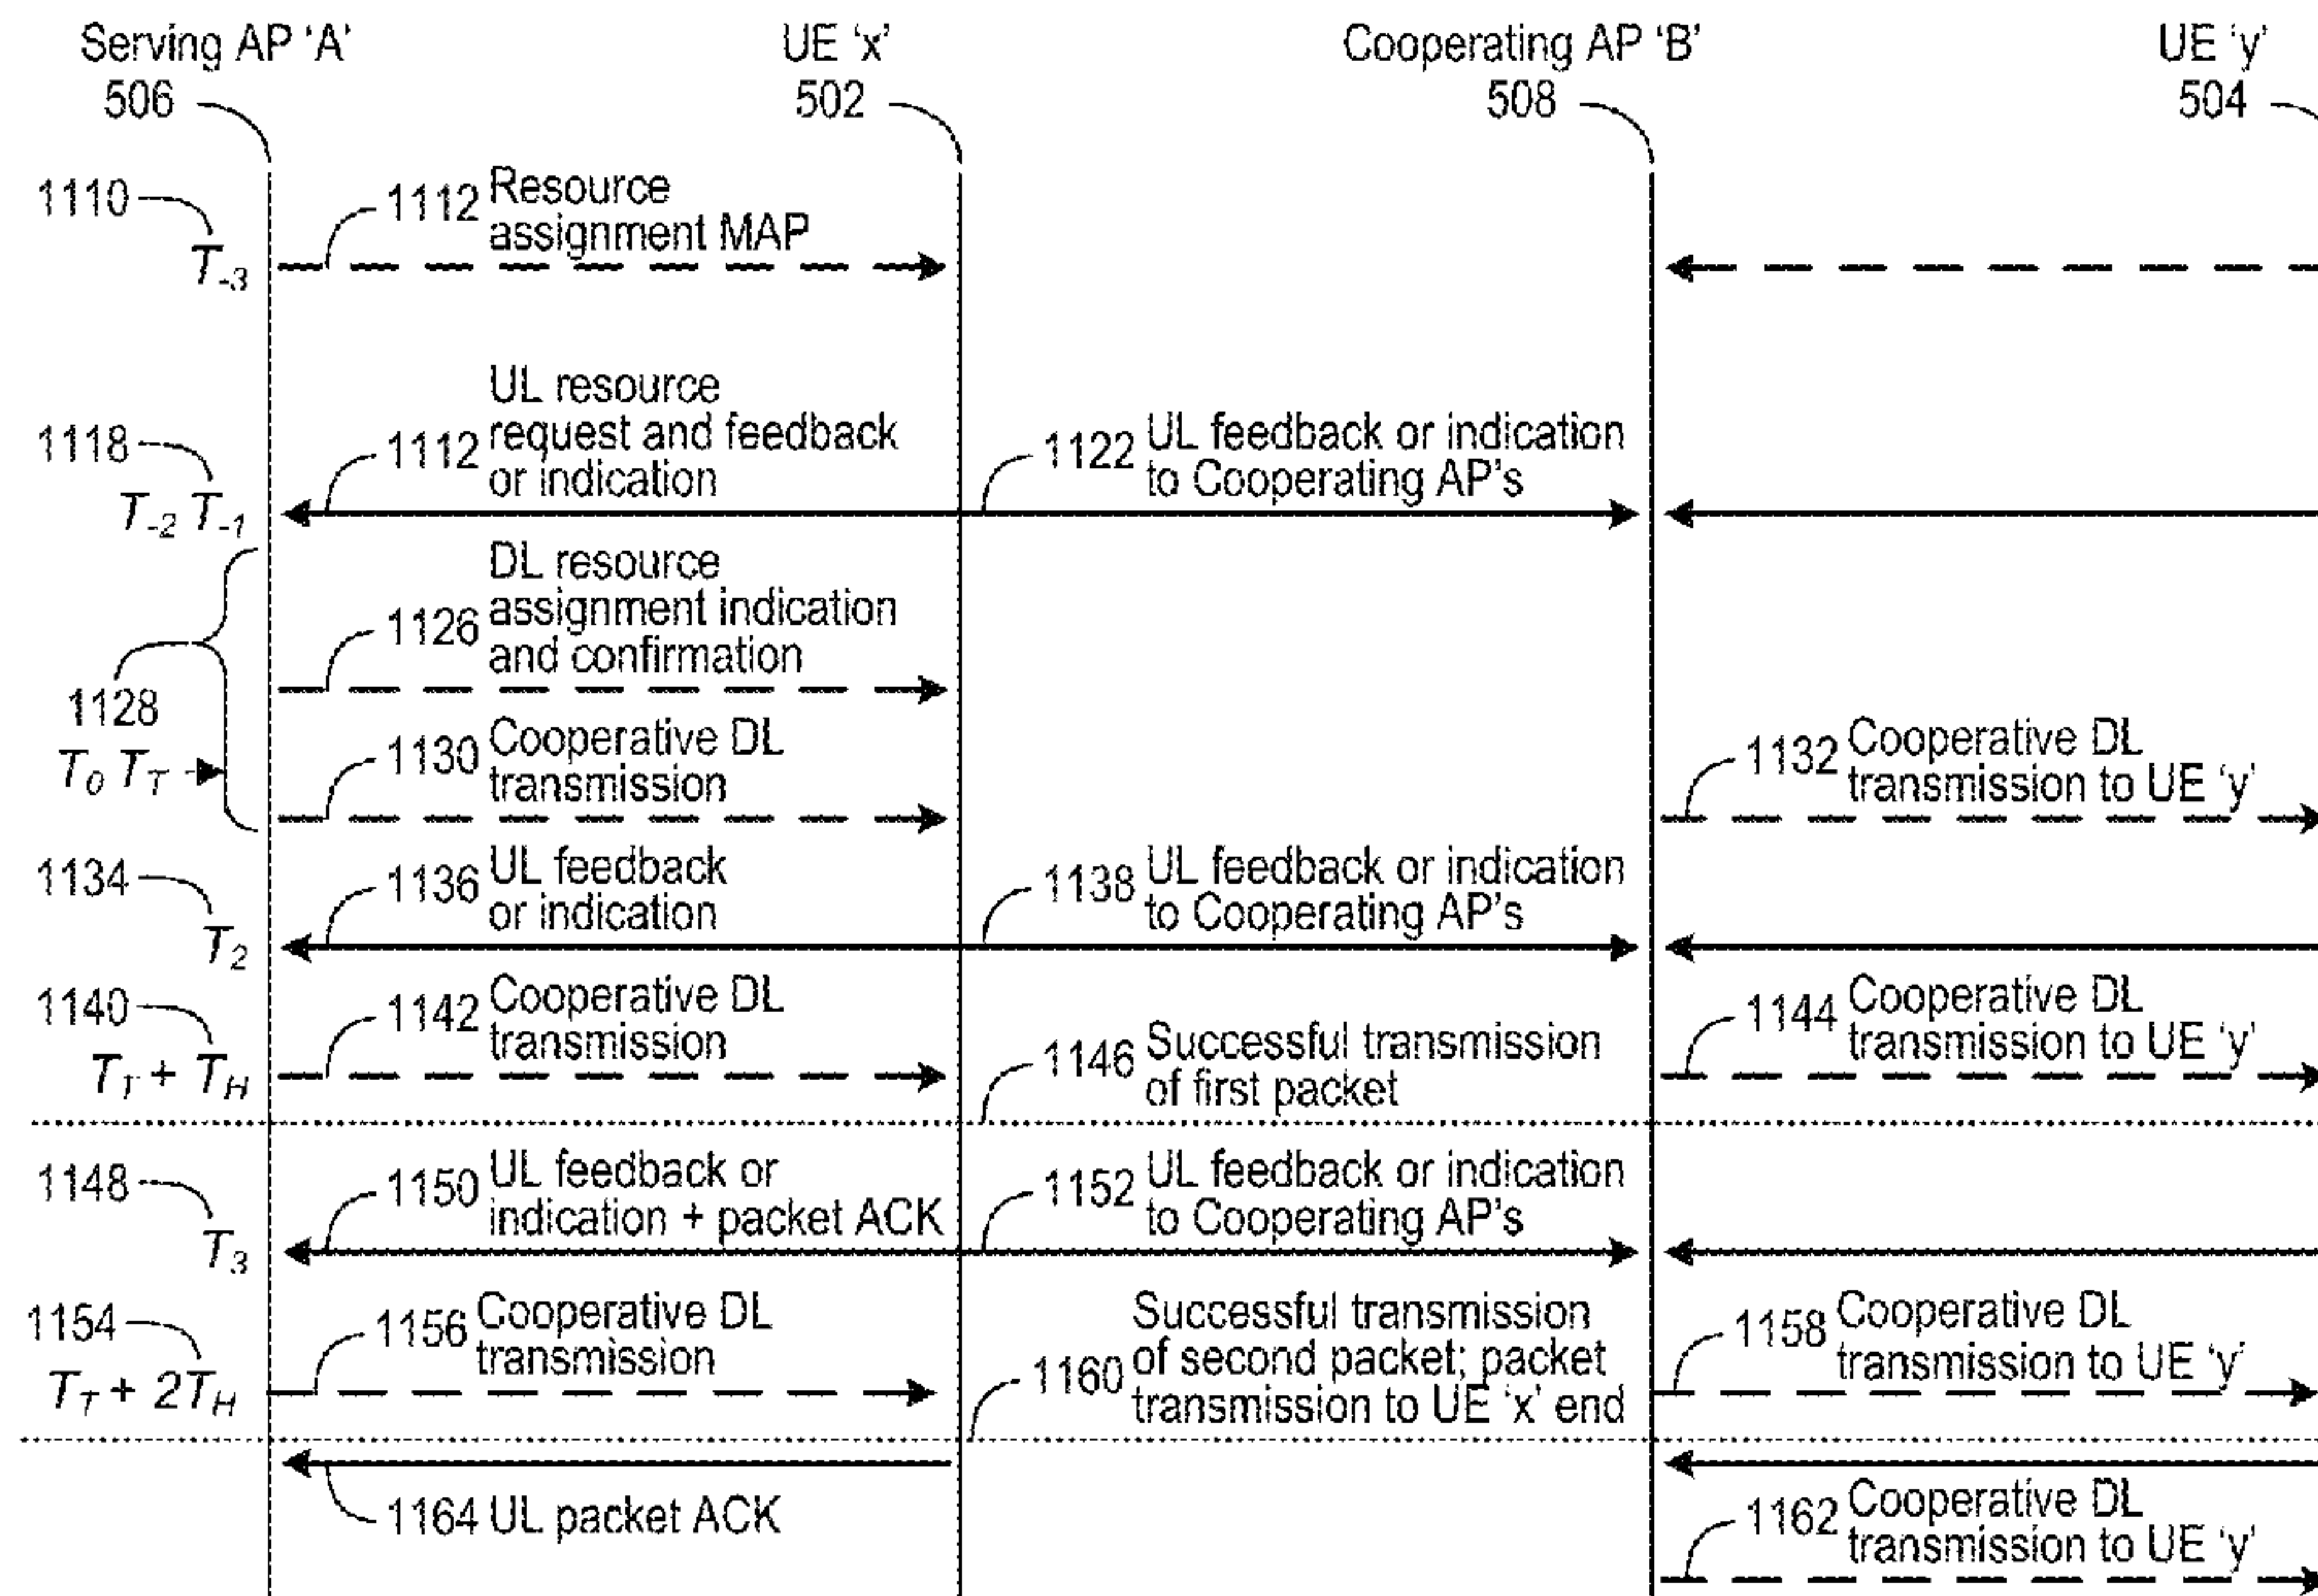 Serving AP 'A'
506
UE 'x'
502
Cooperating AP 'B'
508
UE 'y'
504
1110
T-3
1112 Resource
assignment MAP
1118
T-2 T-1
1112 UL resource
request and feedback
or indication
1122 UL feedback or indication
to Cooperating AP's
1126 DL resource
assignment indication
and confirmation
1128
T0 TT
1130 Cooperative DL
transmission
1132 Cooperative DL
transmission to UE 'y'
1134
T2
1136 UL feedback
or indication
1138 UL feedback or indication
to Cooperating AP's
1140
TT + TH
1142 Cooperative DL
transmission
1146 Successful transmission
of first packet
1144 Cooperative DL
transmission to UE 'y'
1148
T3
1150 UL feedback or
indication + packet ACK
1152 UL feedback or indication
to Cooperating AP's
1154
TT + 2TH
1156 Cooperative DL
transmission
1160 Successful transmission
of second packet; packet
transmission to UE 'x' end
1158 Cooperative DL
transmission to UE 'y'
1164 UL packet ACK
1162 Cooperative DL
transmission to UE 'y'